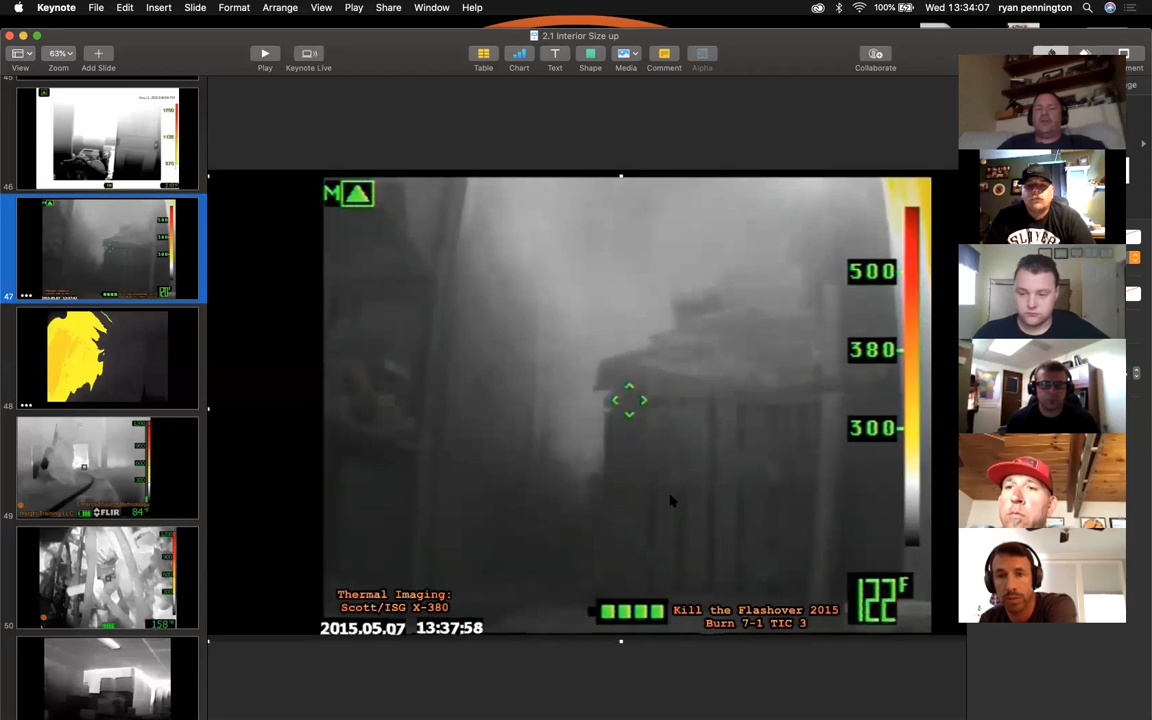 Keynote File Edit Insert Slide Format Arrange View Play Share Window Help
100% Wed 13:34:07 ryan pennington
2.1 Interior Size up
63%
View Zoom Add Slide Play Keynote Live Table Chart Text Shape Media Comment Alpha Collaborate
46
47
48
49
FLIR 84°F
50
158°F
M
500
380
300
Thermal Imaging:
Scott/ISG X-380
2015.05.07 13:37:58
Kill the Flashover 2015
Burn 7-1 TIC 3
122F
SLAYER